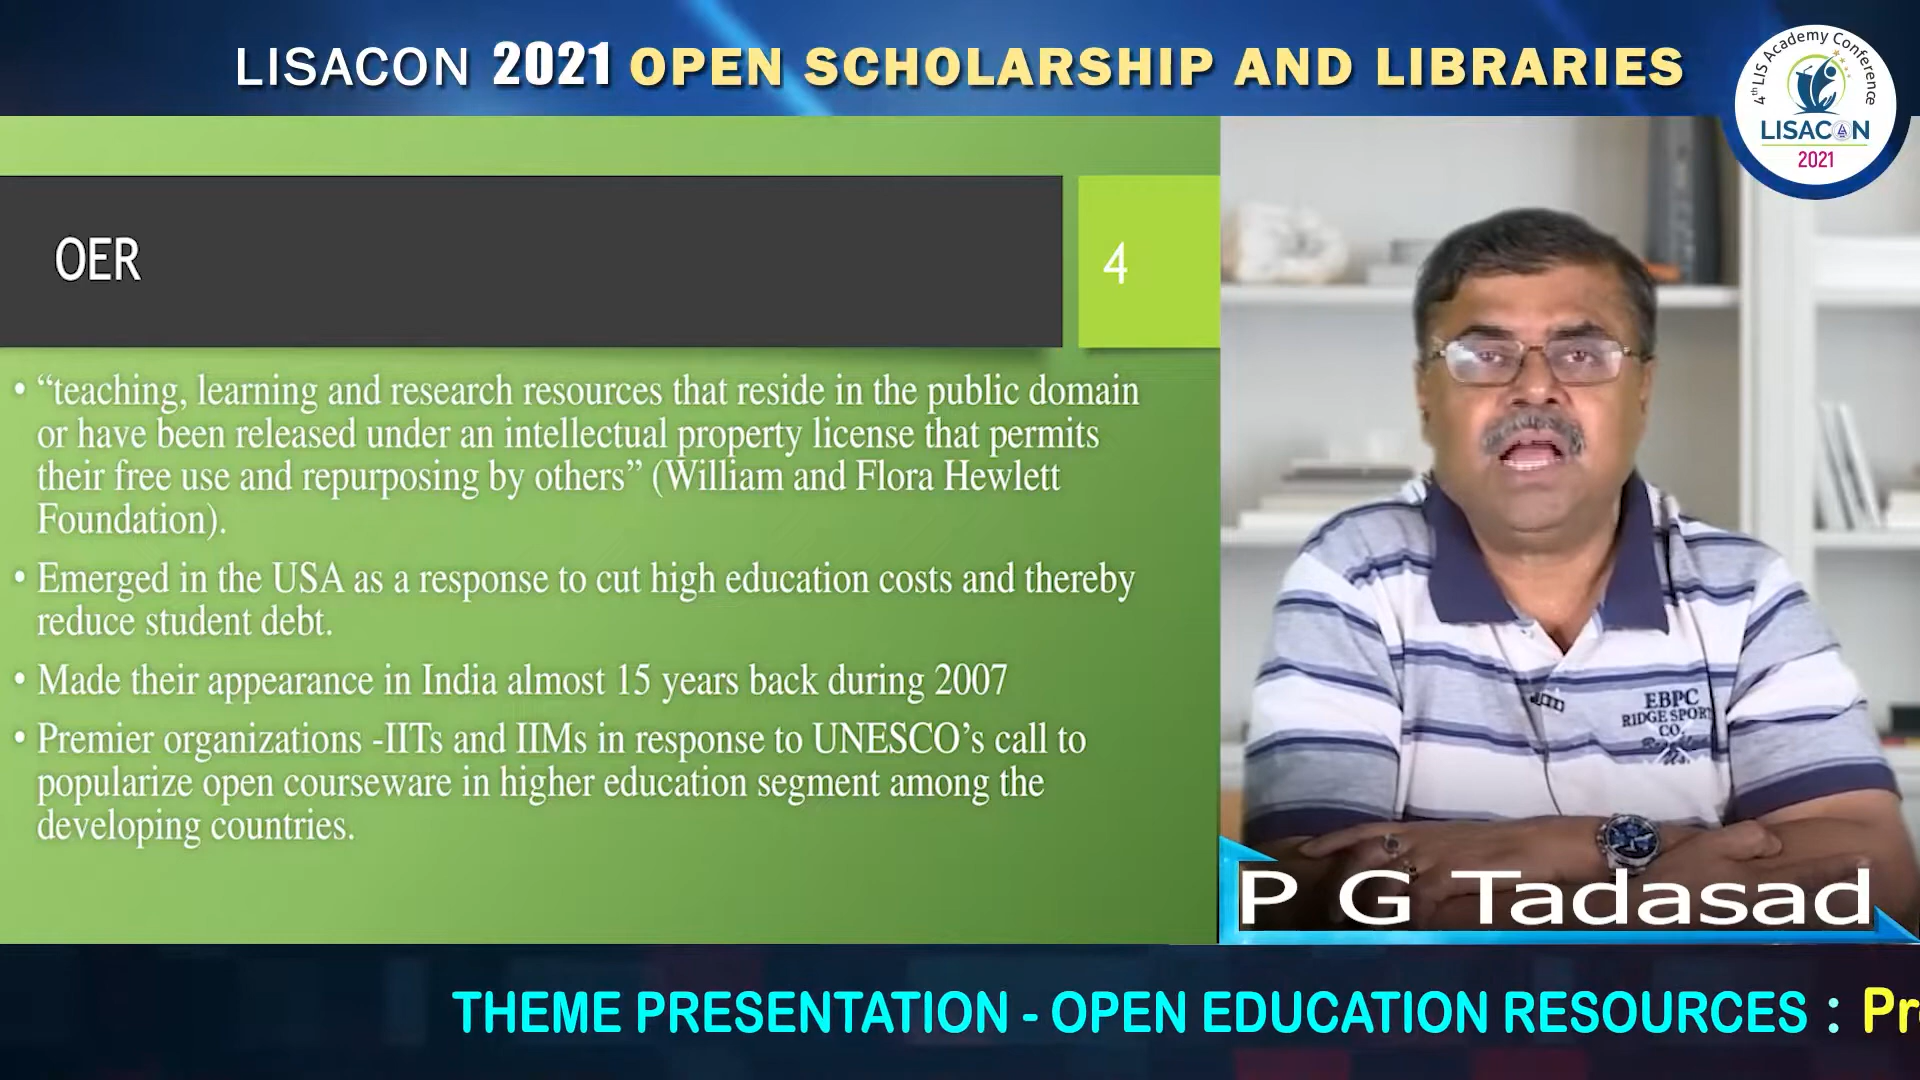 LISACON 2021 OPEN SCHOLARSHIP AND LIBRARIES
4th LIS Academy Conference
LISACON
2021
OER
4
• “teaching, learning and research resources that reside in the public domain
or have been released under an intellectual property license that permits
their free use and repurposing by others” (William and Flora Hewlett
Foundation).
• Emerged in the USA as a response to cut high education costs and thereby
reduce student debt.
• Made their appearance in India almost 15 years back during 2007
• Premier organizations -IITs and IIMs in response to UNESCO’s call to
popularize open courseware in higher education segment among the
developing countries.
EBPC
RIDGE SPORT
CO.
P G Tadasad
THEME PRESENTATION - OPEN EDUCATION RESOURCES : Pr